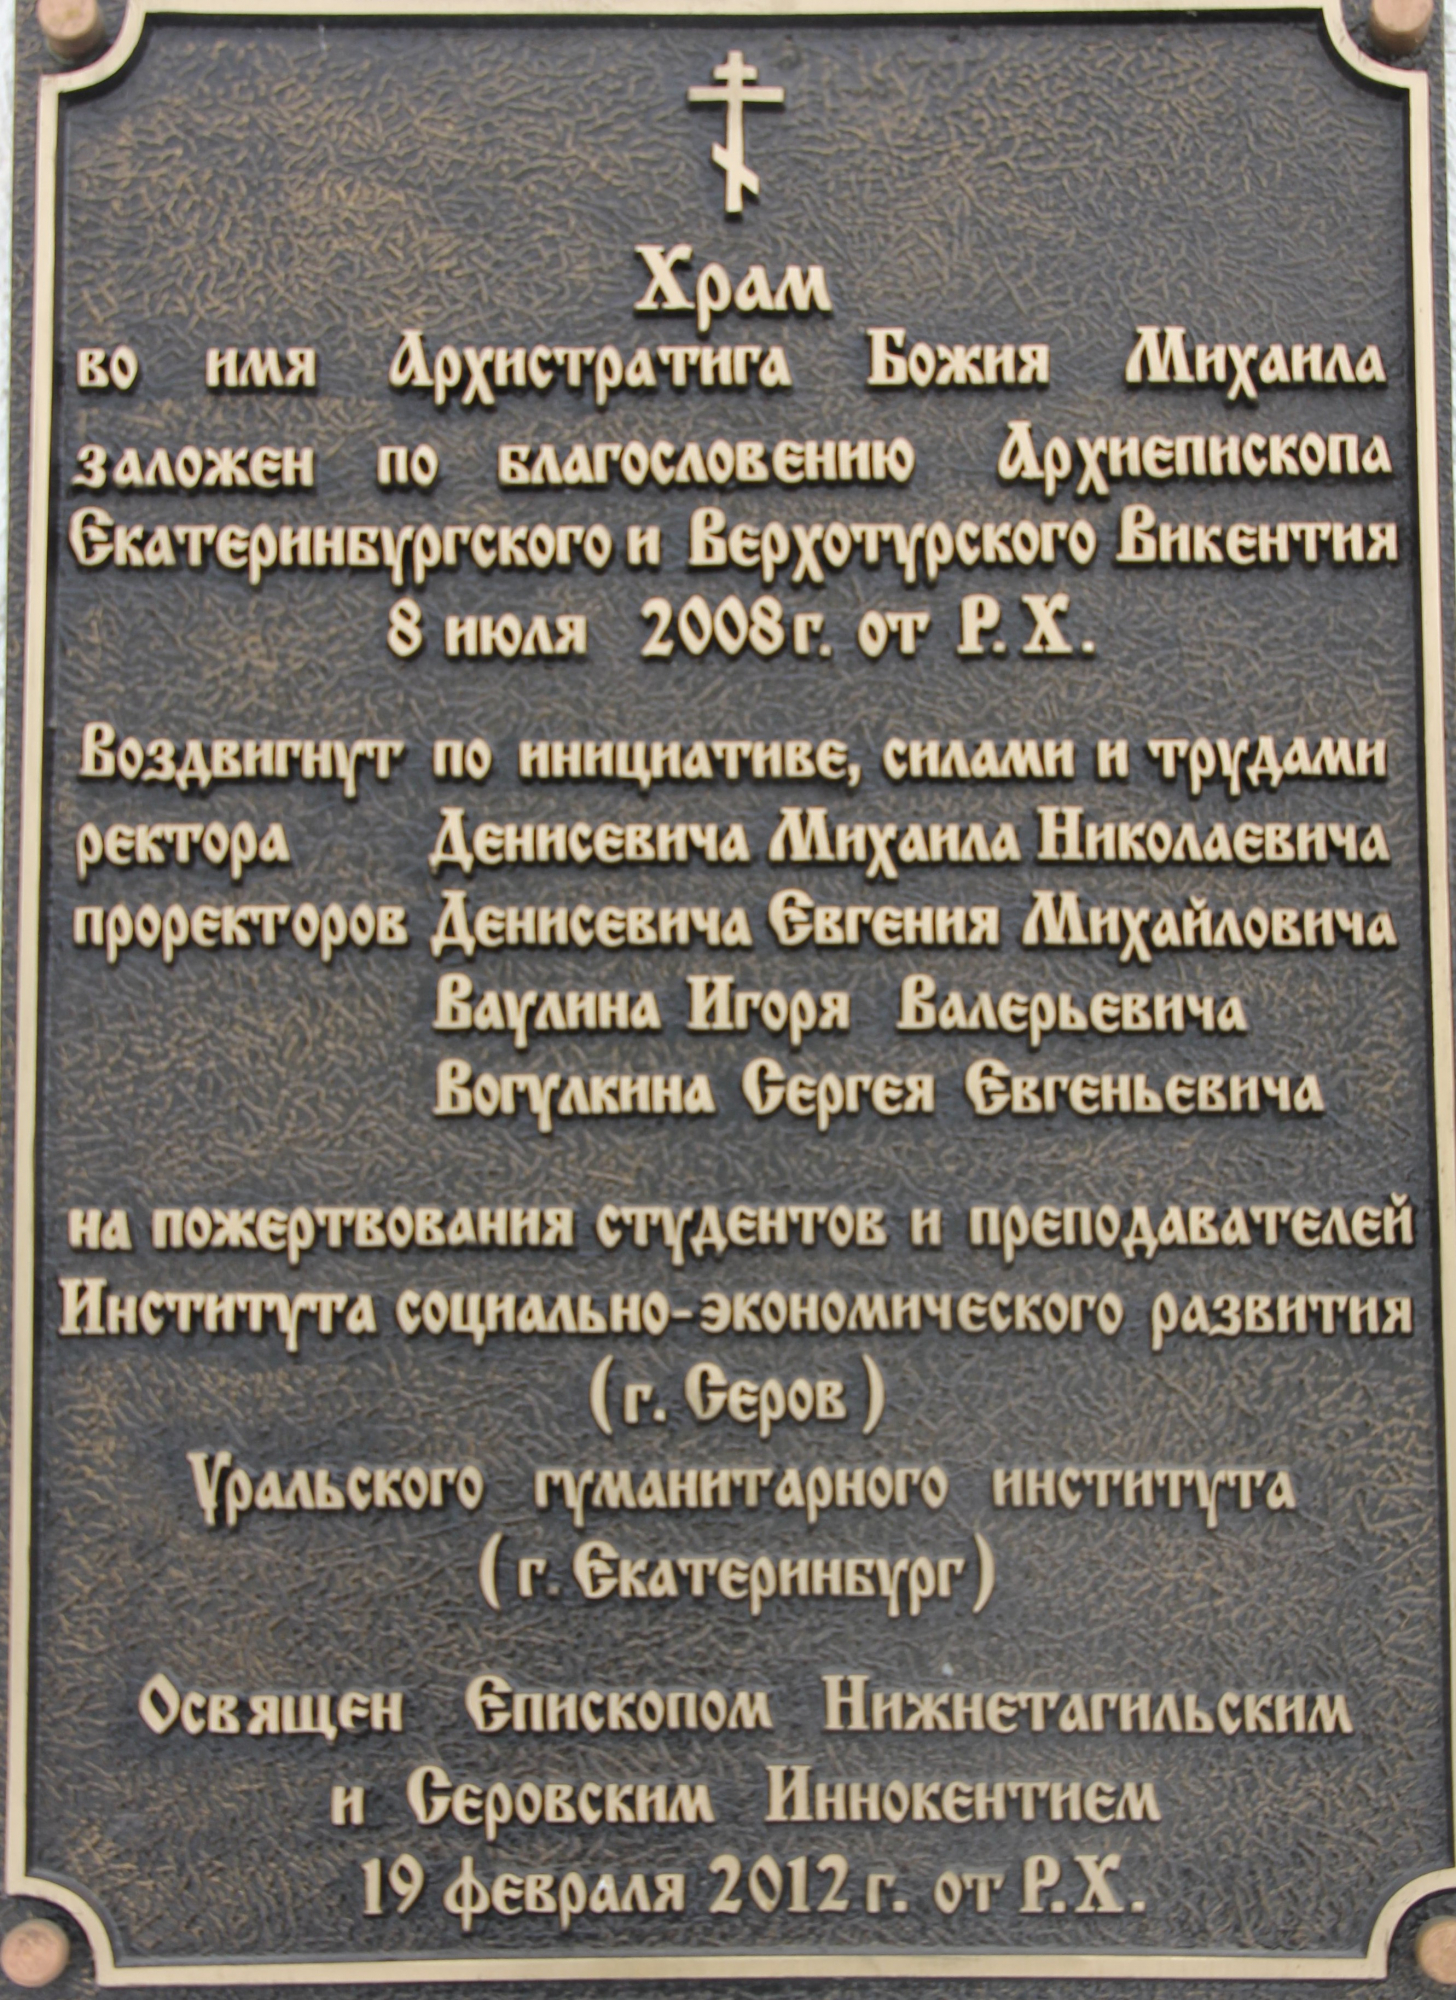 Храм
во имя Архистратига Божия Михаила
заложен по благословению Архиепископа
Екатеринбургского и Верхотурского Викентия
8 июля 2008 г. от Р. Х.
Воздвигнут по инициативе, силами и трудами
ректора Денисевича Михаила Николаевича
проректоров Денисевича Евгения Михайловича
Ваулина Игоря Валерьевича
Вогулкина Сергея Евгеньевича
на пожертвования студентов и преподавателей
Института социально-экономического развития
( г. Серов )
Уральского гуманитарного института
( г. Екатеринбург )
Освящен Епископом Нижнетагильским
и Серовским Иннокентием
19 февраля 2012 г. от Р.Х.